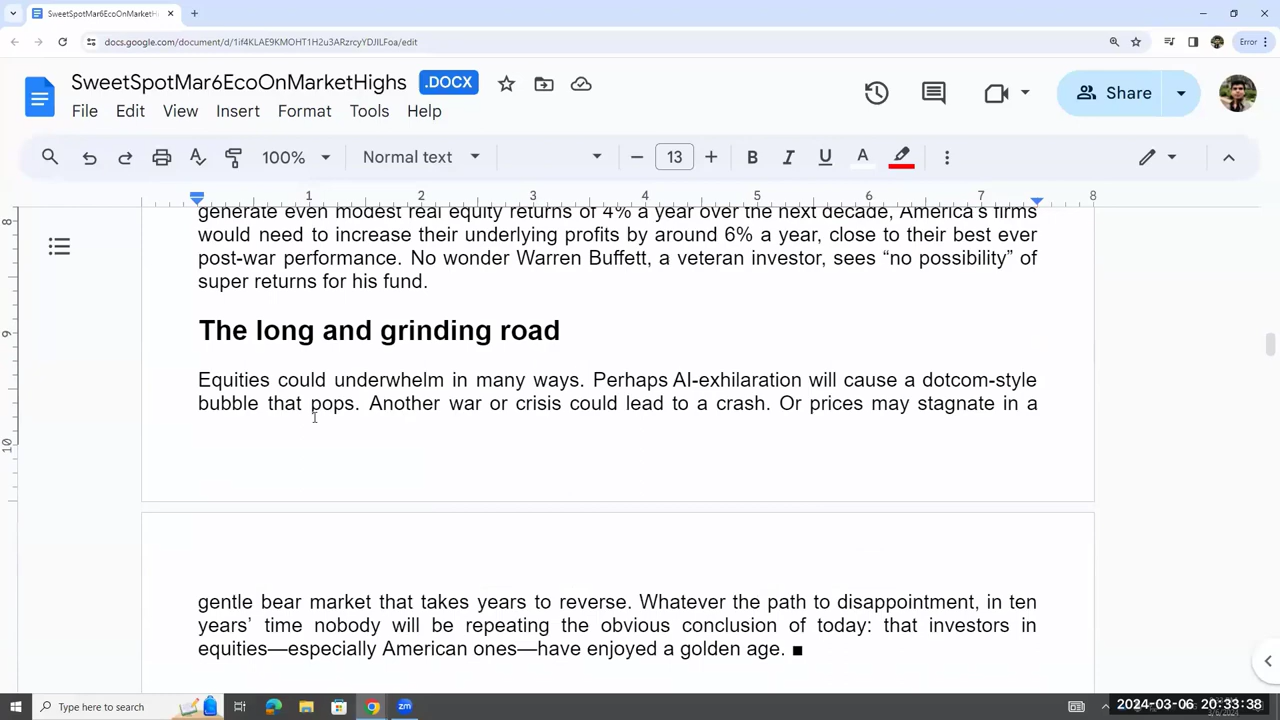 SweetSpotMar6EcoOnMarketHi
docs.google.com/document/d/1if4KLAE9KMOHT1H2u3ARzrcyYDJILFoa/edit
Error
SweetSpotMar6EcoOnMarketHighs .DOCX
File Edit View Insert Format Tools Help
Share
100% Normal text 13 B I U A
1 2 3 4 5 6 7 8
8
generate even modest real equity returns of 4% a year over the next decade, America's firms
would need to increase their underlying profits by around 6% a year, close to their best ever
post-war performance. No wonder Warren Buffett, a veteran investor, sees “no possibility” of
super returns for his fund.
9
The long and grinding road
Equities could underwhelm in many ways. Perhaps AI-exhilaration will cause a dotcom-style
bubble that pops. Another war or crisis could lead to a crash. Or prices may stagnate in a
10
gentle bear market that takes years to reverse. Whatever the path to disappointment, in ten
years’ time nobody will be repeating the obvious conclusion of today: that investors in
equities—especially American ones—have enjoyed a golden age. ■
Type here to search
zm
2024-03-06 20:33:38